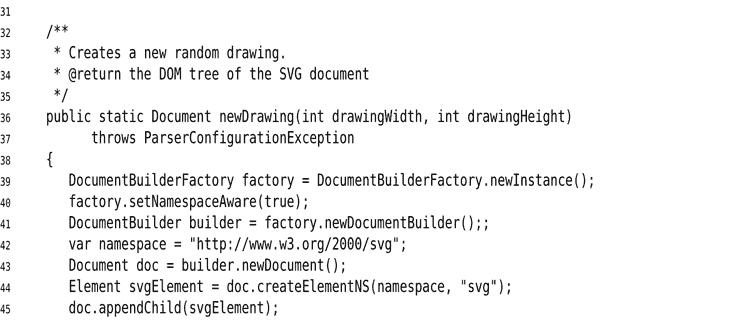 31
32 /**
33 * Creates a new random drawing.
34 * @return the DOM tree of the SVG document
35 */
36 public static Document newDrawing(int drawingWidth, int drawingHeight)
37 throws ParserConfigurationException
38 {
39 DocumentBuilderFactory factory = DocumentBuilderFactory.newInstance();
40 factory.setNamespaceAware(true);
41 DocumentBuilder builder = factory.newDocumentBuilder();;
42 var namespace = "http://www.w3.org/2000/svg";
43 Document doc = builder.newDocument();
44 Element svgElement = doc.createElementNS(namespace, "svg");
45 doc.appendChild(svgElement);